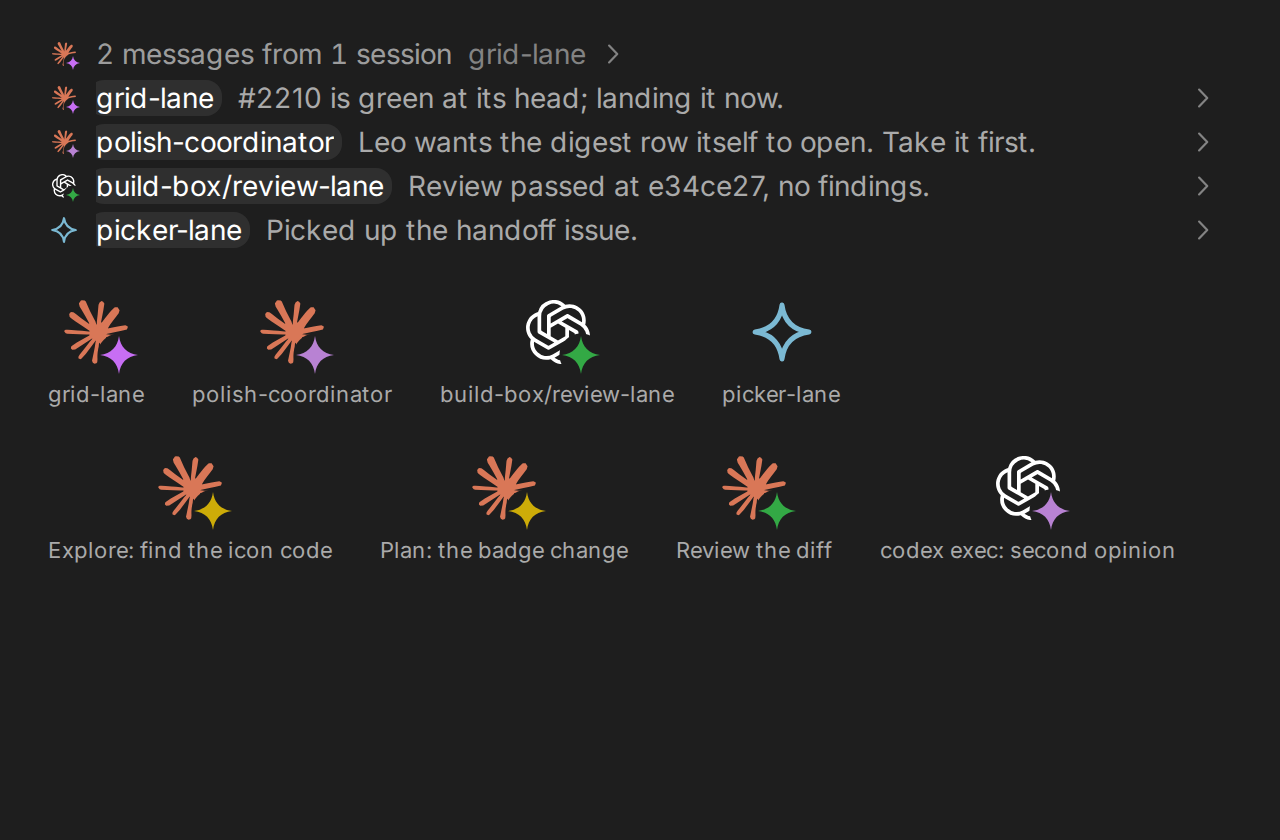 2 messages from 1 session grid-lane
grid-lane #2210 is green at its head; landing it now.
polish-coordinator Leo wants the digest row itself to open. Take it first.
build-box/review-lane Review passed at e34ce27, no findings.
picker-lane Picked up the handoff issue.
grid-lane polish-coordinator build-box/review-lane picker-lane
Explore: find the icon code Plan: the badge change Review the diff codex exec: second opinion